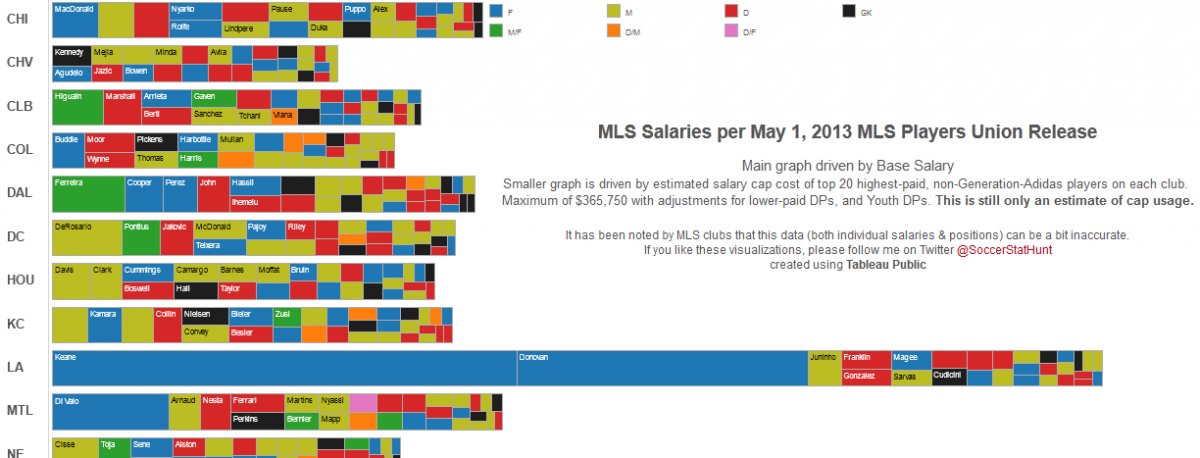 CHI MacDonald Nyarko Pause Puppo Alex
Rolfe Lindpere Duka
F M D GK
M/F D/M D/F
CHV Kennedy Mejia Minda Avila
Agudelo Jazic Bowen
CLB Higuain Marshall Arrieta Gaven
Berti Sanchez Tchani Viana
COL Buddle Moor Pickens Harbottle Mullan
Wynne Thomas Harris
MLS Salaries per May 1, 2013 MLS Players Union Release
Main graph driven by Base Salary
Smaller graph is driven by estimated salary cap cost of top 20 highest-paid, non-Generation-Adidas players on each club.
Maximum of $365,750 with adjustments for lower-paid DPs, and Youth DPs. This is still only an estimate of cap usage.
It has been noted by MLS clubs that this data (both individual salaries & positions) can be a bit inaccurate.
If you like these visualizations, please follow me on Twitter @SoccerStatHunt
created using Tableau Public
DAL Ferreira Cooper Perez John Hassli
Ihemelu
DC DeRosario Pontius Jakovic McDonald Pajoy Riley
Teixera
HOU Davis Clark Cummings Camargo Barnes Moffat Bruin
Boswell Hall Taylor
KC Kamara Collin Nielsen Bieler Zusi
Convey Besler
LA Keane Donovan Juninho Franklin Magee
Gonzalez Sarvas Cudicini
MTL Di Vaio Arnaud Nesta Ferrari Martins Nyassi
Perkins Bernier Mapp
NE Cisse Toja Sene Alston